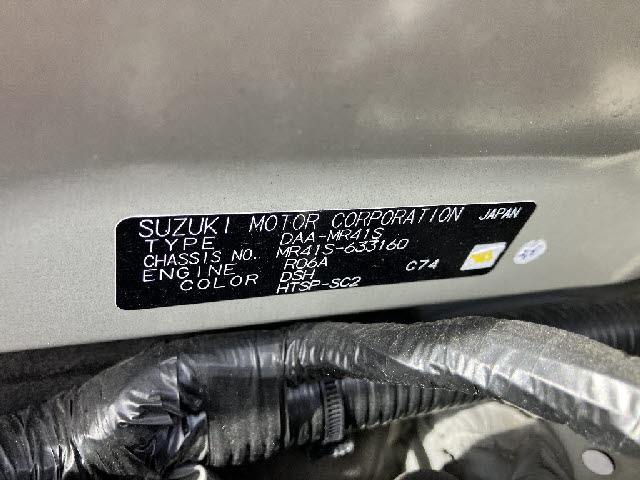 SUZUKI MOTOR CORPORATION JAPAN
TYPE DAA-MR41S
CHASSIS NO. MR41S-633160
ENGINE R06A C74
COLOR DSH
HTSP-SC2